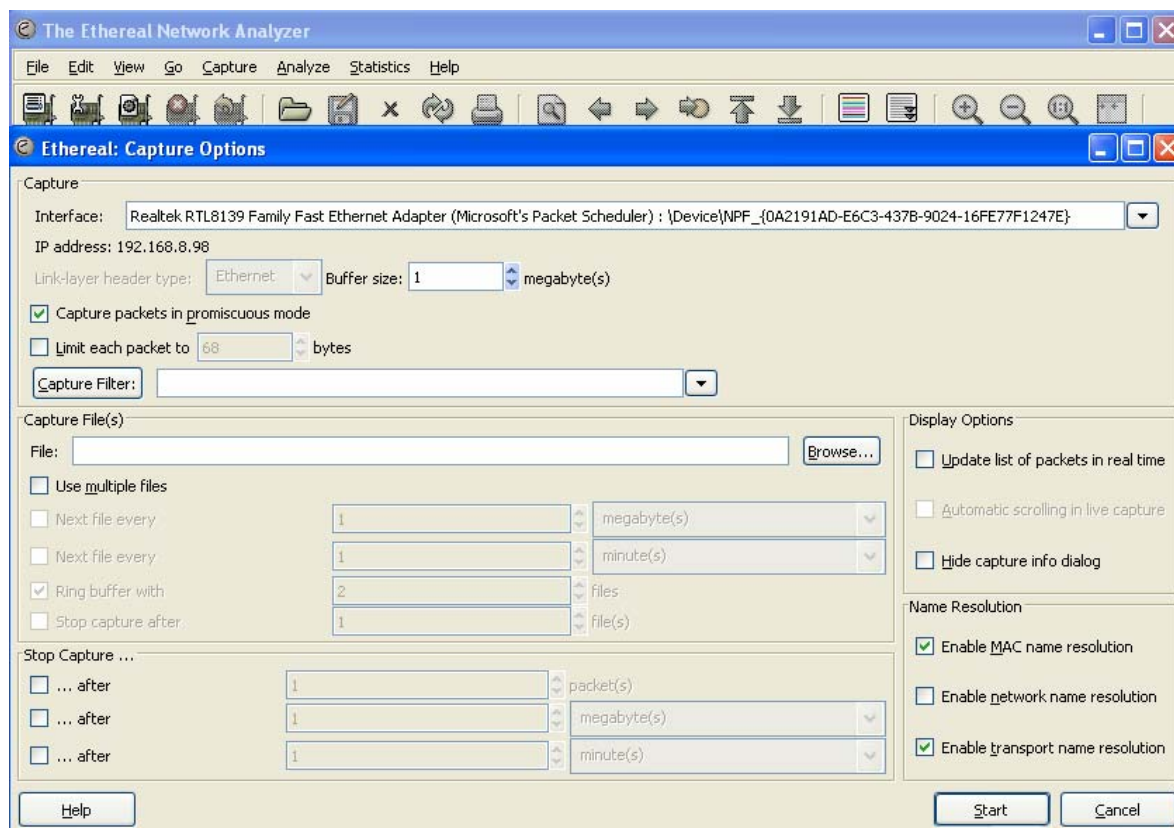 The Ethereal Network Analyzer
File Edit View Go Capture Analyze Statistics Help
Ethereal: Capture Options
Capture
Interface: Realtek RTL8139 Family Fast Ethernet Adapter (Microsoft's Packet Scheduler) : \Device\NPF_{0A2191AD-E6C3-437B-9024-16FE77F1247E}
IP address: 192.168.8.98
Link-layer header type: Ethernet Buffer size: 1 megabyte(s)
Capture packets in promiscuous mode
Limit each packet to 68 bytes
Capture Filter:
Capture File(s)
File: Browse...
Use multiple files
Next file every 1 megabyte(s)
Next file every 1 minute(s)
Ring buffer with 2 files
Stop capture after 1 file(s)
Stop Capture ...
... after 1 packet(s)
... after 1 megabyte(s)
... after 1 minute(s)
Display Options
Update list of packets in real time
Automatic scrolling in live capture
Hide capture info dialog
Name Resolution
Enable MAC name resolution
Enable network name resolution
Enable transport name resolution
Help Start Cancel